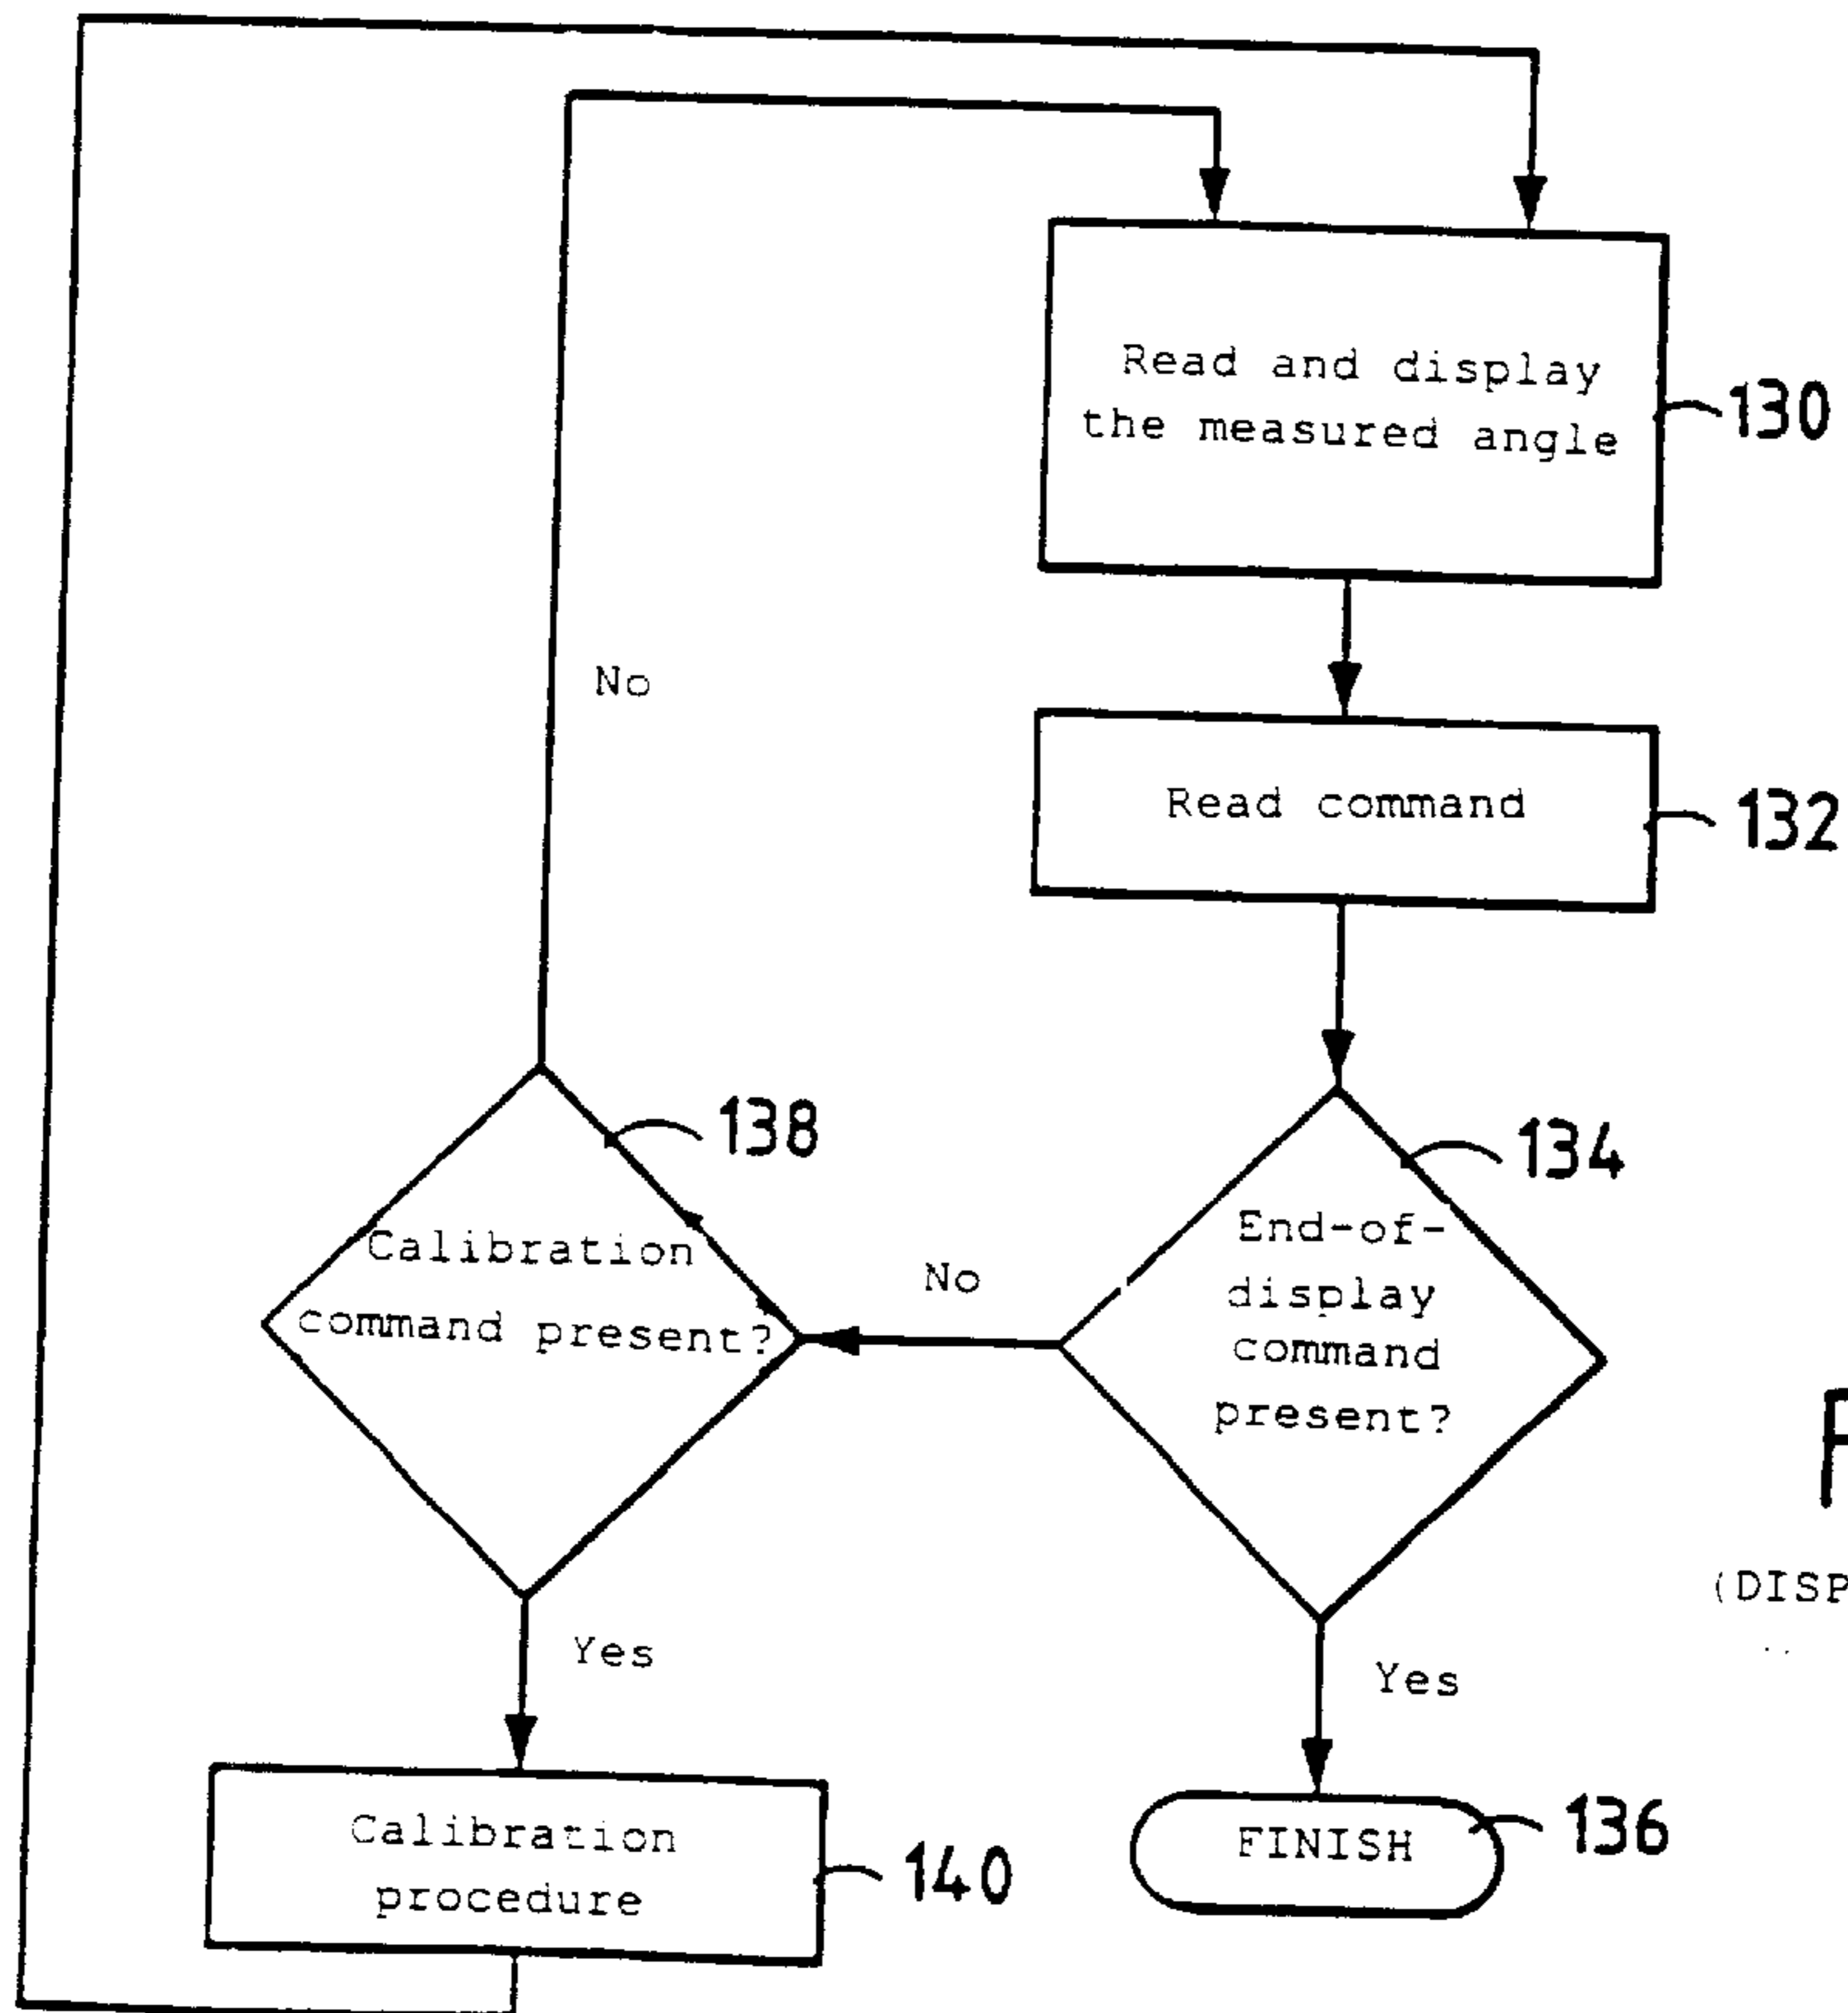 Read and display
the measured angle
130
No
Read command
132
138
134
Calibration
command present?
No
End-of-
display
command
present?
Yes
Yes
Calibration
procedure
140
FINISH
136